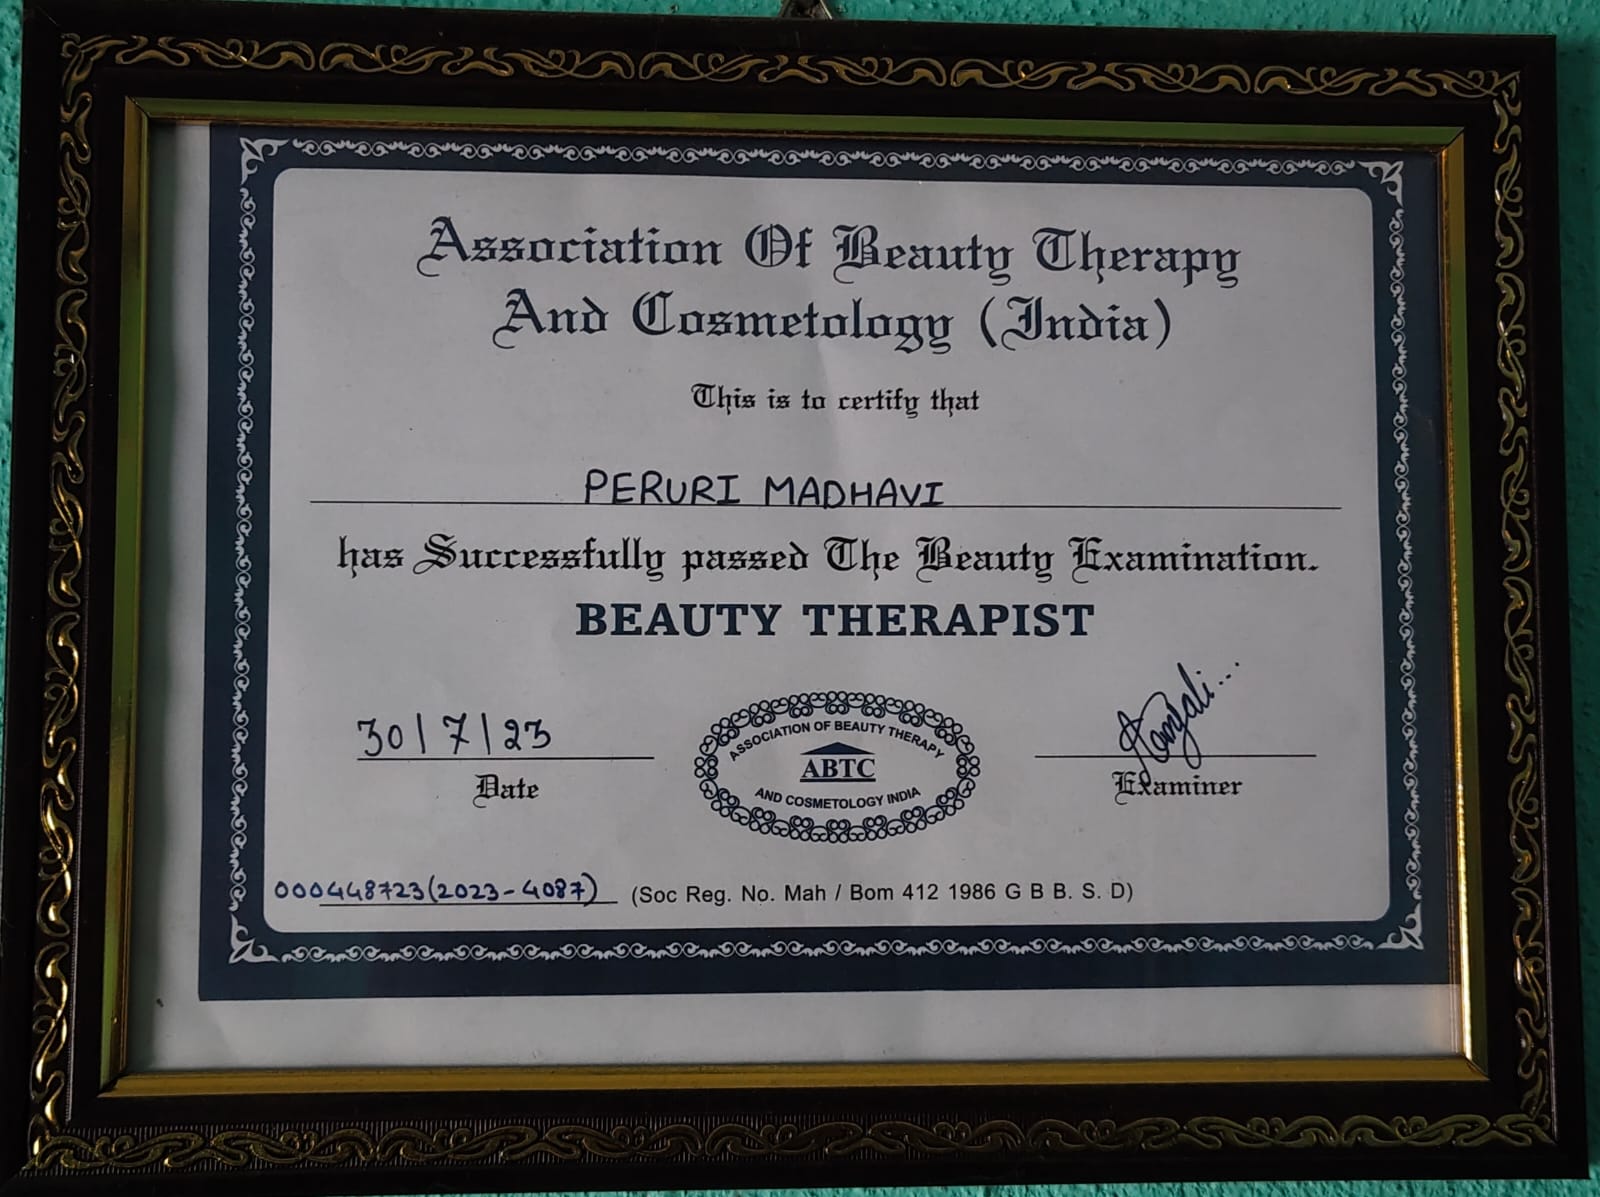 Association Of Beauty Therapy
And Cosmetology (India)
This is to certify that
PERURI MADHAVI
has Successfully passed The Beauty Examination.
BEAUTY THERAPIST
30/7/23
Date
ASSOCIATION OF BEAUTY THERAPY
ABTC
AND COSMETOLOGY INDIA
Examiner
000448723(2023-4087) (Soc Reg. No. Mah / Bom 412 1986 G B B. S. D)